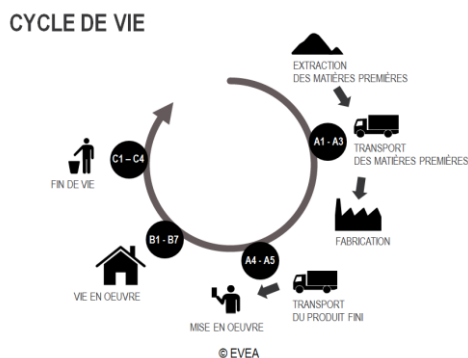 CYCLE DE VIE
EXTRACTION
DES MATIÈRES PREMIÈRES
A1 - A3
TRANSPORT
DES MATIÈRES PREMIÈRES
FABRICATION
A4 - A5
TRANSPORT
DU PRODUIT FINI
MISE EN OEUVRE
B1 - B7
VIE EN OEUVRE
C1 – C4
FIN DE VIE
© EVEA